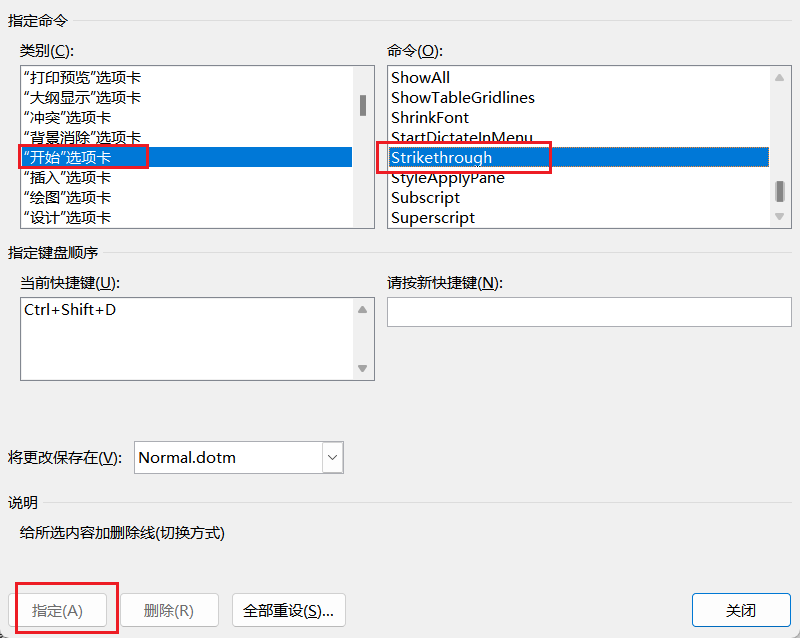 指定命令
类别(C):
命令(O):
“打印预览”选项卡
“大纲显示”选项卡
“冲突”选项卡
“背景消除”选项卡
“开始”选项卡
“插入”选项卡
“绘图”选项卡
“设计”选项卡
ShowAll
ShowTableGridlines
ShrinkFont
StartDictateInMenu
Strikethrough
StyleApplyPane
Subscript
Superscript
指定键盘顺序
当前快捷键(U):
请按新快捷键(N):
Ctrl+Shift+D
将更改保存在(V):
Normal.dotm
说明
给所选内容加删除线(切换方式)
指定(A)
删除(R)
全部重设(S)...
关闭